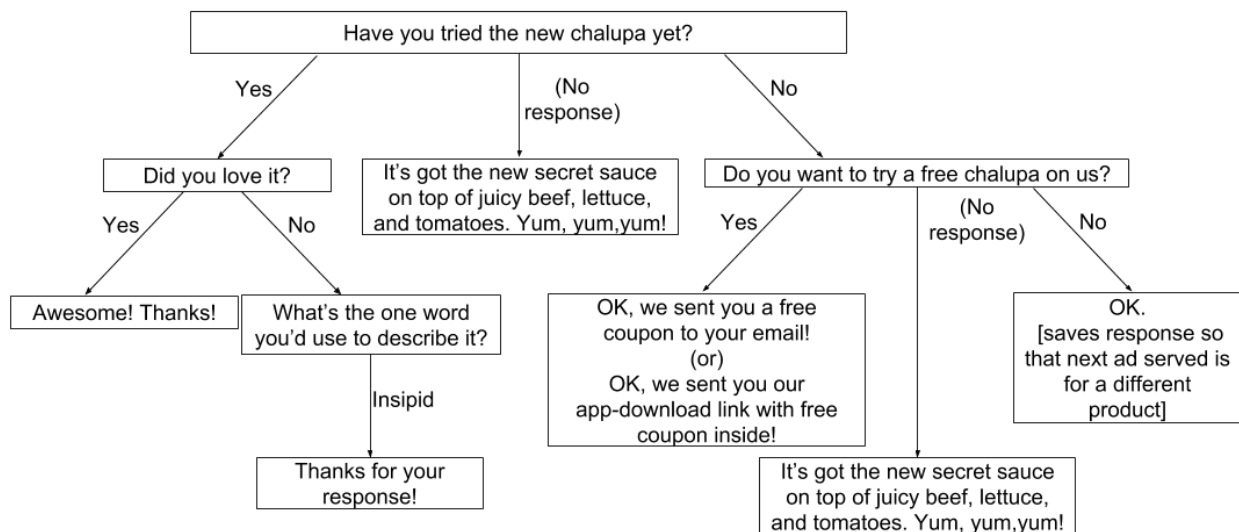 Have you tried the new chalupa yet?
Yes
(No
response)
No
Did you love it?
It's got the new secret sauce
on top of juicy beef, lettuce,
and tomatoes. Yum, yum,yum!
Do you want to try a free chalupa on us?
Yes
No
Yes
(No
response)
No
Awesome! Thanks!
What's the one word
you'd use to describe it?
OK, we sent you a free
coupon to your email!
(or)
OK, we sent you our
app-download link with free
coupon inside!
OK.
[saves response so
that next ad served is
for a different
product]
Insipid
Thanks for your
response!
It's got the new secret sauce
on top of juicy beef, lettuce,
and tomatoes. Yum, yum,yum!